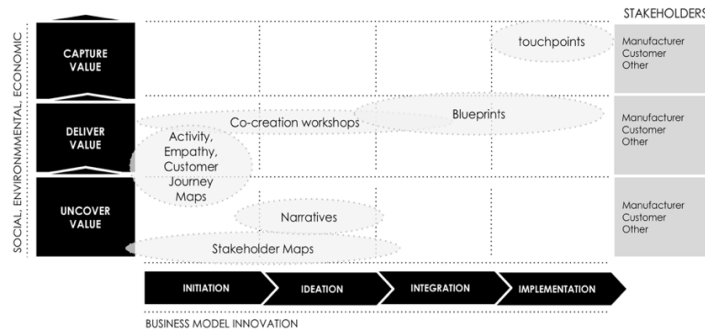 STAKEHOLDERS
SOCIAL, ENVIRONMMENTAL, ECONOMIC
CAPTURE
VALUE
touchpoints
Manufacturer
Customer
Other
DELIVER
VALUE
Co-creation workshops
Blueprints
Activity,
Empathy,
Customer
Journey
Maps
Manufacturer
Customer
Other
UNCOVER
VALUE
Narratives
Stakeholder Maps
Manufacturer
Customer
Other
INITIATION
IDEATION
INTEGRATION
IMPLEMENTATION
BUSINESS MODEL INNOVATION